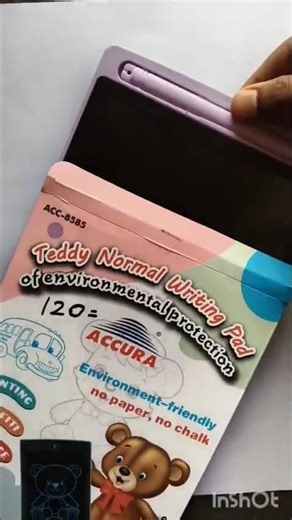 ACC-8585
Teddy Normal Writing Pad
of environmental protection
120=
ACCURA
Environment-friendly
no paper, no chalk
InShOt